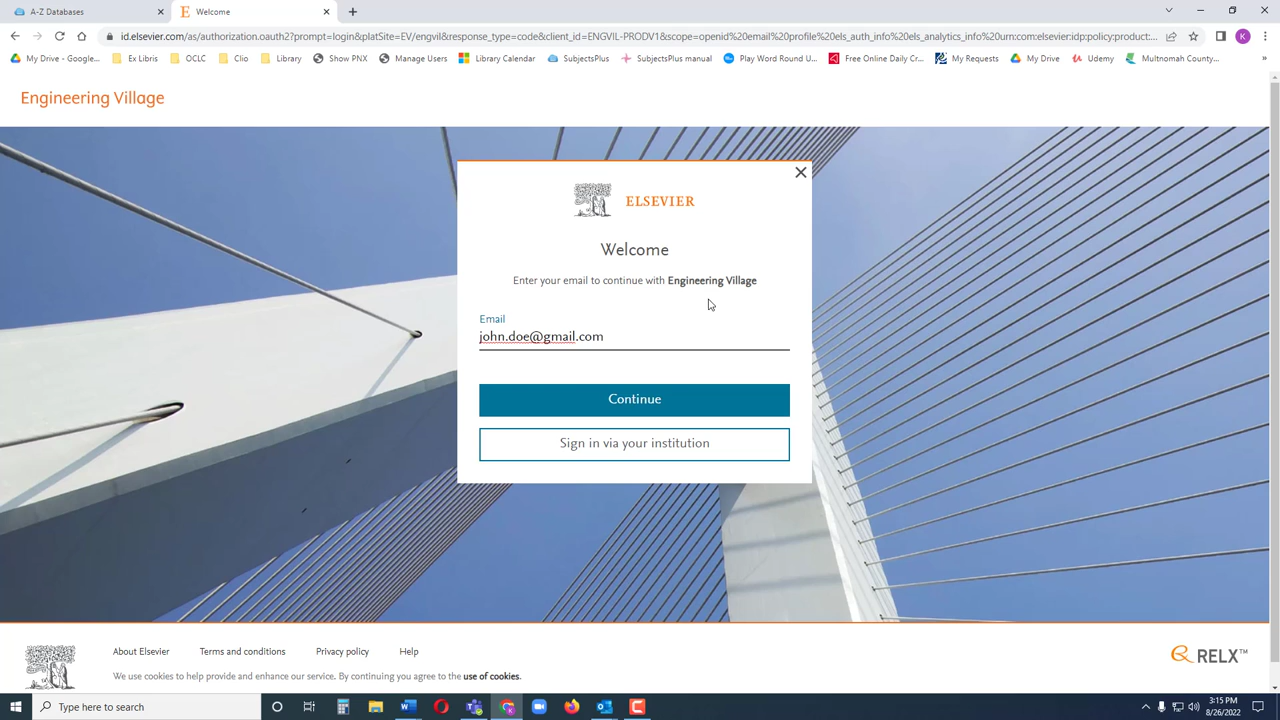 A-Z Databases
E Welcome
id.elsevier.com/as/authorization.oauth2?prompt=login&platSite=EV/engvil&response_type=code&client_id=ENGVIL-PRODV1&scope=openid%20email%20profile%20els_auth_info%20els_analytics_info%20urn:com:elsevier:idp:policy:product:...
K
My Drive - Google... Ex Libris OCLC Clio Library Show PNX Manage Users Library Calendar SubjectsPlus SubjectsPlus manual Play Word Round U... Free Online Daily Cr... My Requests My Drive Udemy Multnomah County... »
Engineering Village
ELSEVIER
Welcome
Enter your email to continue with Engineering Village
Email
john.doe@gmail.com
Continue
Sign in via your institution
About Elsevier Terms and conditions Privacy policy Help
RELX™
We use cookies to help provide and enhance our service. By continuing you agree to the use of cookies.
Type here to search
3:15 PM
8/26/2022